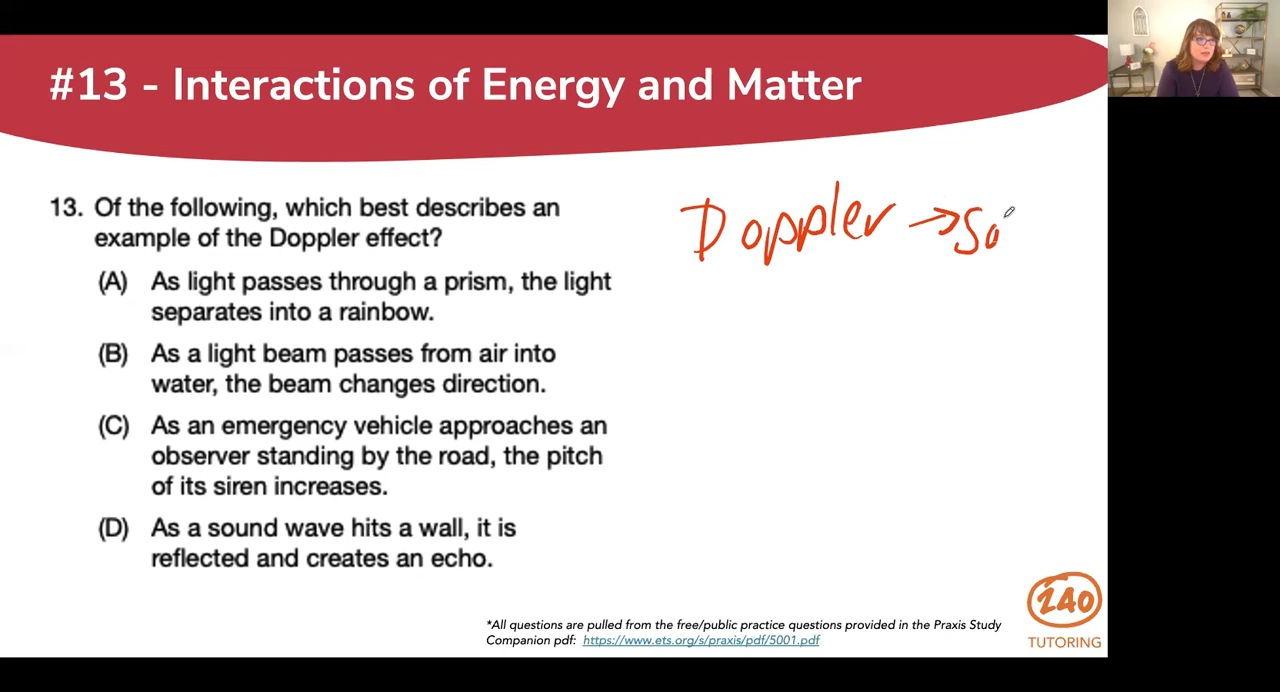 #13 - Interactions of Energy and Matter
13. Of the following, which best describes an
example of the Doppler effect?
Doppler → So
(A) As light passes through a prism, the light
separates into a rainbow.
(B) As a light beam passes from air into
water, the beam changes direction.
(C) As an emergency vehicle approaches an
observer standing by the road, the pitch
of its siren increases.
(D) As a sound wave hits a wall, it is
reflected and creates an echo.
*All questions are pulled from the free/public practice questions provided in the Praxis Study
Companion pdf: https://www.ets.org/s/praxis/pdf/5001.pdf
240
TUTORING